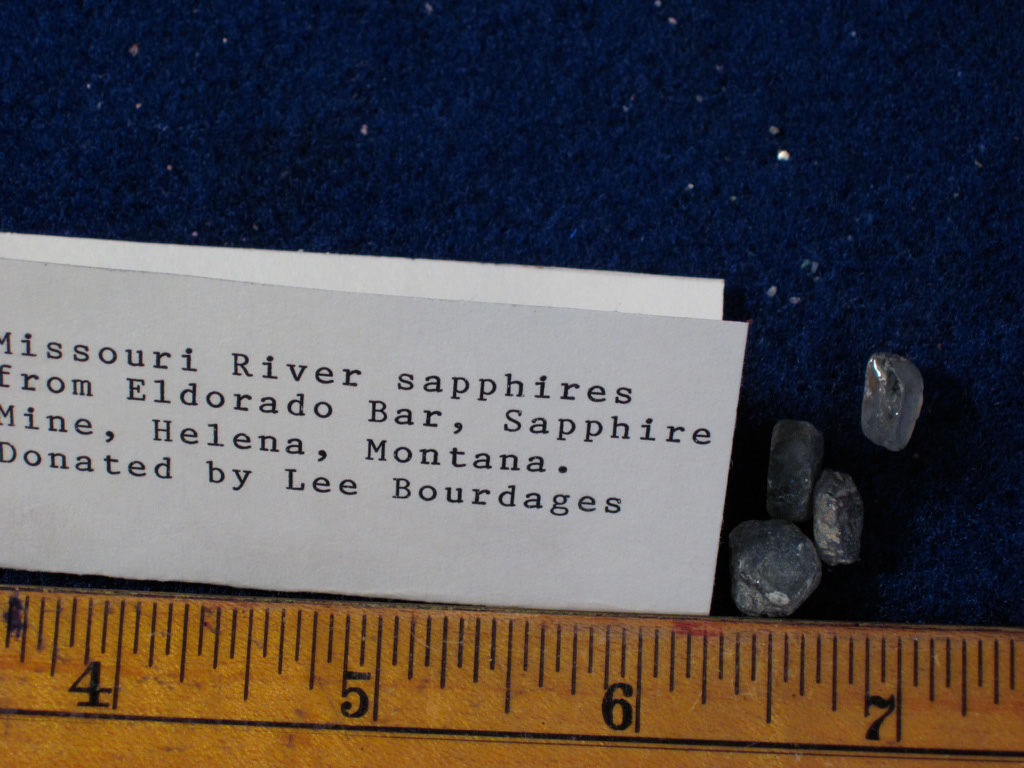 Missouri River sapphires
from Eldorado Bar, Sapphire
Mine, Helena, Montana.
Donated by Lee Bourdages
4 5 6 7